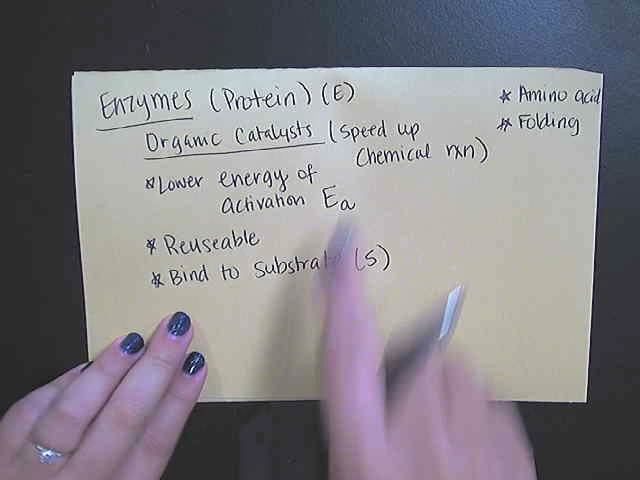 Enzymes (Protein) (E)
Organic Catalysts (speed up
Chemical rxn)
* Lower energy of
activation Ea
* Reuseable
* Bind to Substrate (S)
* Amino acid
* Folding